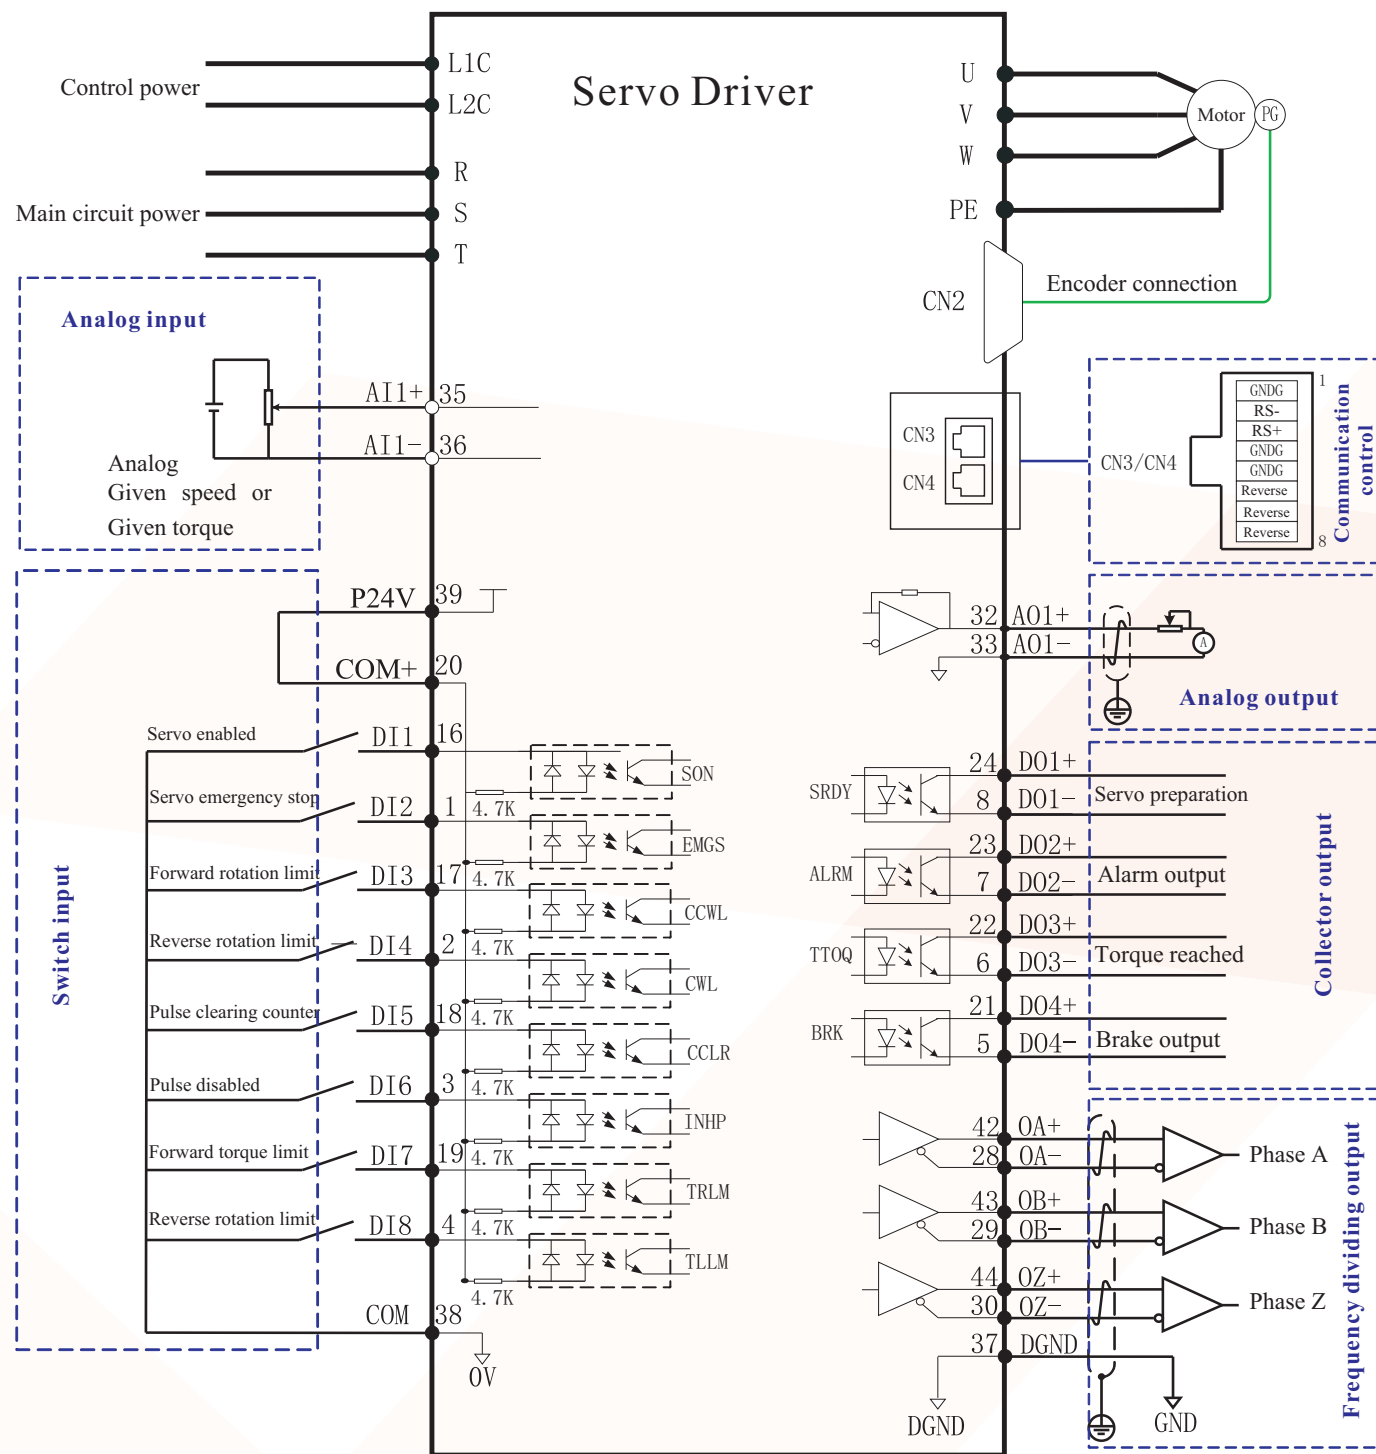 Servo Driver
Control power
L1C
L2C
R
Main circuit power
S
T
U
V
W
PE
Motor
PG
CN2
Encoder connection
Analog input
AI1+
35
AI1-
36
Analog
Given speed or
Given torque
CN3
CN4
CN3/CN4
1
GNDG
RS-
RS+
GNDG
GNDG
Reverse
Reverse
Reverse
8
Communication
control
Switch input
P24V
39
COM+
20
Servo enabled
DI1
16
SON
4.7K
Servo emergency stop
DI2
1
EMGS
4.7K
Forward rotation limit
DI3
17
CCWL
4.7K
Reverse rotation limit
DI4
2
CWL
4.7K
Pulse clearing counter
DI5
18
CCLR
4.7K
Pulse disabled
DI6
3
INHP
4.7K
Forward torque limit
DI7
19
TRLM
4.7K
Reverse rotation limit
DI8
4
TLLM
4.7K
COM
38
0V
32
AO1+
33
AO1-
A
Analog output
SRDY
24
DO1+
8
DO1-
Servo preparation
ALRM
23
DO2+
7
DO2-
Alarm output
TTOQ
22
DO3+
6
DO3-
Torque reached
BRK
21
DO4+
5
DO4-
Brake output
Collector output
42
OA+
28
OA-
Phase A
43
OB+
29
OB-
Phase B
44
OZ+
30
OZ-
Phase Z
37
DGND
DGND
GND
Frequency dividing output